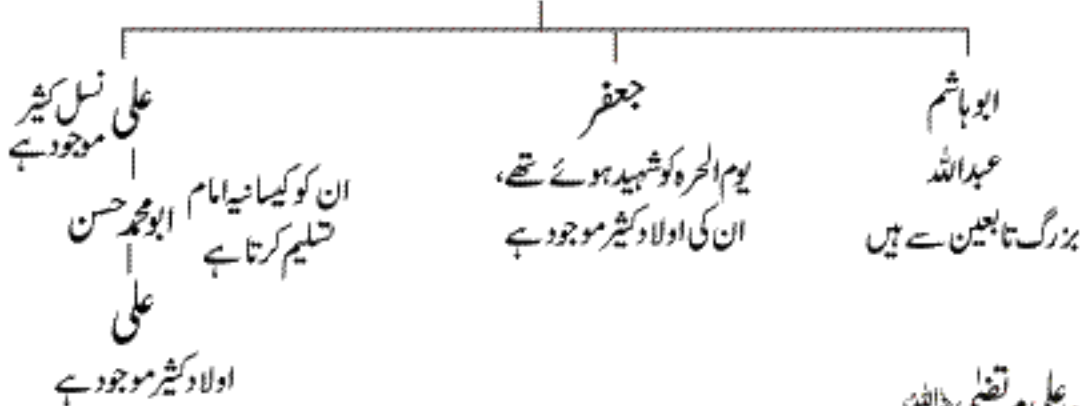 ابو ہاشم
عبداللہ
بزرگ تابعین سے ہیں
جعفر
یوم الحرہ کو شہید ہوئے تھے،
ان کی اولاد کثیر موجود ہے
علی نسل کثیر
موجود ہے
ابو محمد حسن
ان کو کیسانیہ امام
تسلیم کرتا ہے
علی
اولاد کثیر موجود ہے
علی مرتضیٰ